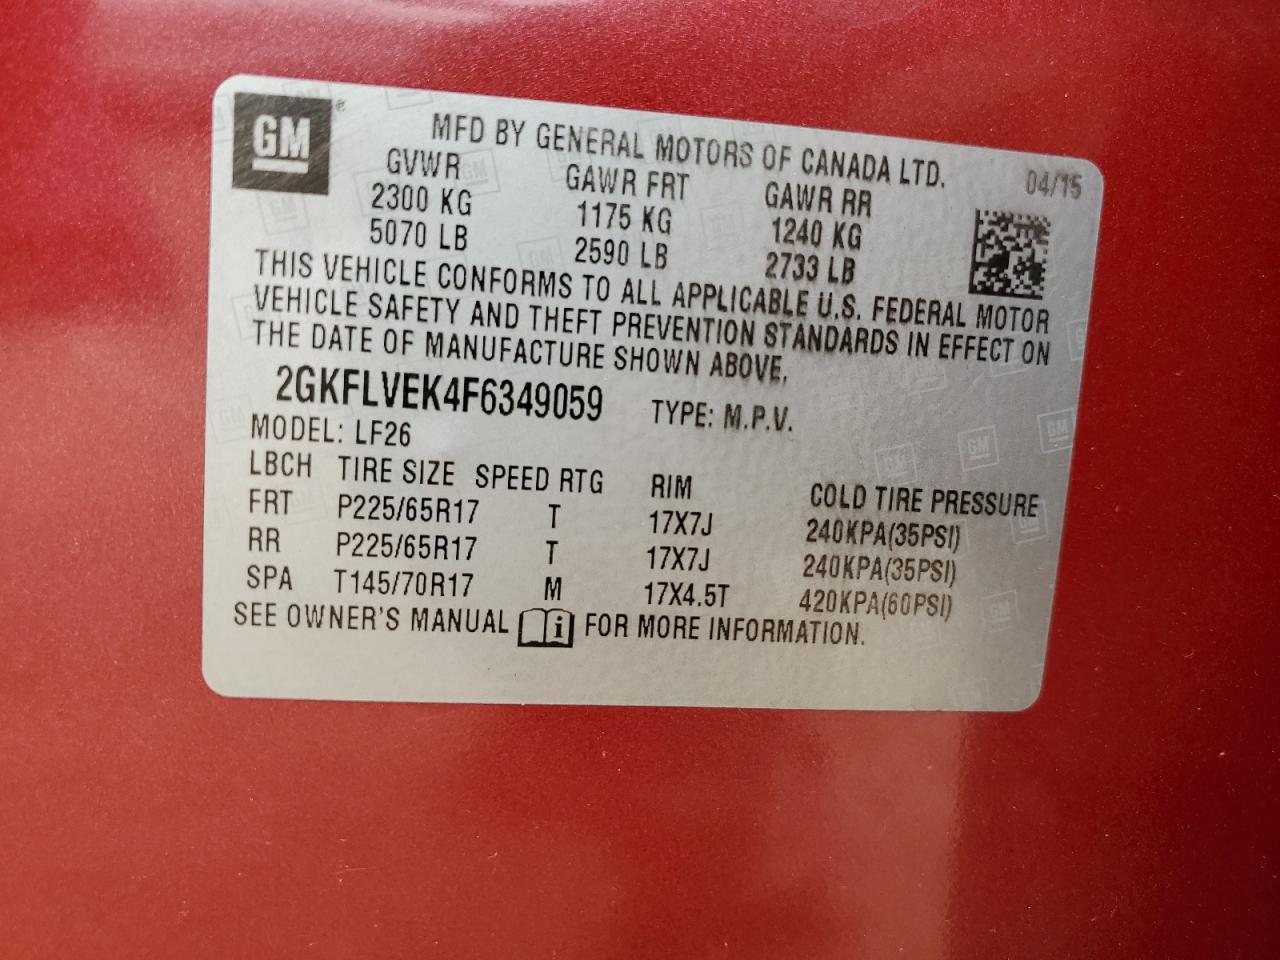 GM ® MFD BY GENERAL MOTORS OF CANADA LTD. 04/15
GVWR GAWR FRT GAWR RR
2300 KG 1175 KG 1240 KG
5070 LB 2590 LB 2733 LB
THIS VEHICLE CONFORMS TO ALL APPLICABLE U.S. FEDERAL MOTOR
VEHICLE SAFETY AND THEFT PREVENTION STANDARDS IN EFFECT ON
THE DATE OF MANUFACTURE SHOWN ABOVE.
2GKFLVEK4F6349059 TYPE: M.P.V.
MODEL: LF26
LBCH TIRE SIZE SPEED RTG RIM COLD TIRE PRESSURE
FRT P225/65R17 T 17X7J 240KPA(35PSI)
RR P225/65R17 T 17X7J 240KPA(35PSI)
SPA T145/70R17 M 17X4.5T 420KPA(60PSI)
SEE OWNER'S MANUAL i FOR MORE INFORMATION.